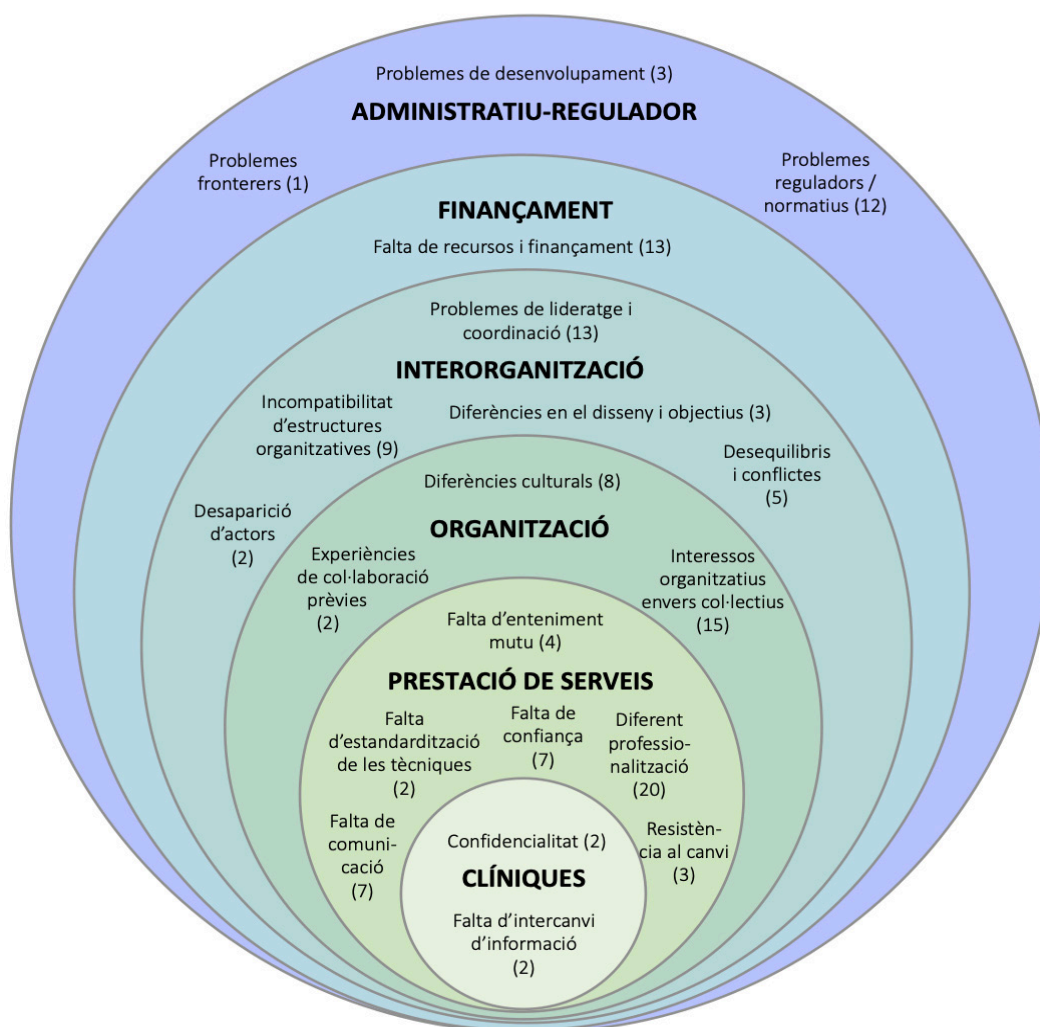 Problemes de desenvolupament (3)
ADMINISTRATIU-REGULADOR
Problemes
fronterers (1)
Problemes
reguladors /
normatius (12)
FINANÇAMENT
Falta de recursos i finançament (13)
Problemes de lideratge i
coordinació (13)
INTERORGANITZACIÓ
Incompatibilitat
d’estructures
organitzatives (9)
Diferències en el disseny i objectius (3)
Desequilibris
i conflictes
(5)
Desaparició
d’actors
(2)
Diferències culturals (8)
ORGANITZACIÓ
Experiències
de col·laboració
prèvies
(2)
Interessos
organitzatius
envers col·lectius
(15)
Falta d’enteniment
mutu (4)
PRESTACIÓ DE SERVEIS
Falta
d’estandardització
de les tècniques
(2)
Falta de
confiança
(7)
Diferent
professio-
nalització
(20)
Falta de
comuni-
cació
(7)
Resistèn-
cia al canvi
(3)
Confidencialitat (2)
CLÍNIQUES
Falta d’intercanvi
d’informació
(2)